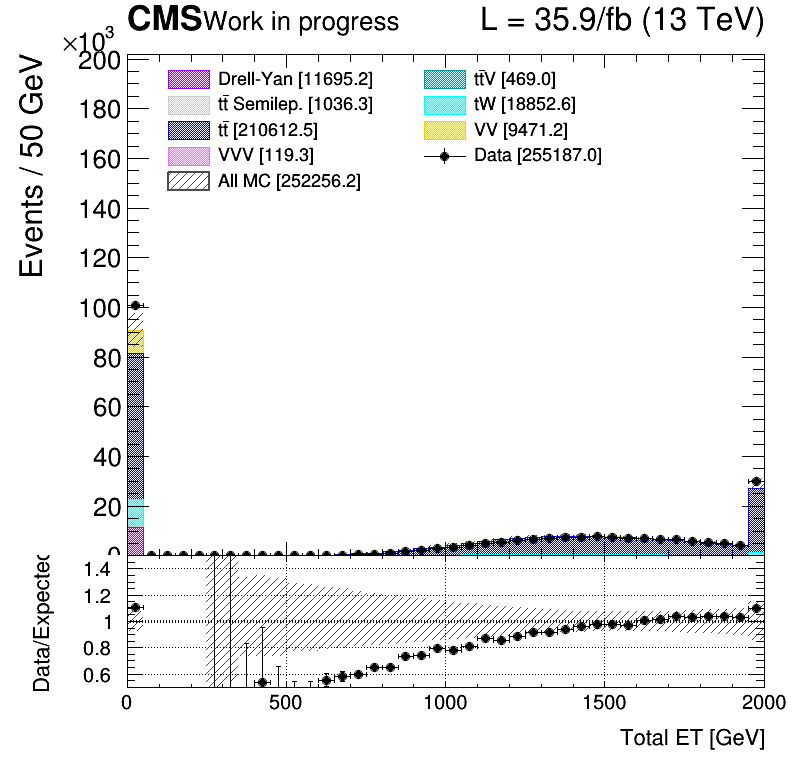 CMS Work in progress L = 35.9/fb (13 TeV)
×10³
Events / 50 GeV
200
180
160
140
120
100
80
60
40
20
0
Drell-Yan [11695.2]
tt̄ Semilep. [1036.3]
tt̄ [210612.5]
VVV [119.3]
All MC [252256.2]
tt̄V [469.0]
tW [18852.6]
VV [9471.2]
Data [255187.0]
Data/Expected
1.4
1.2
1
0.8
0.6
0 500 1000 1500 2000
Total ET [GeV]